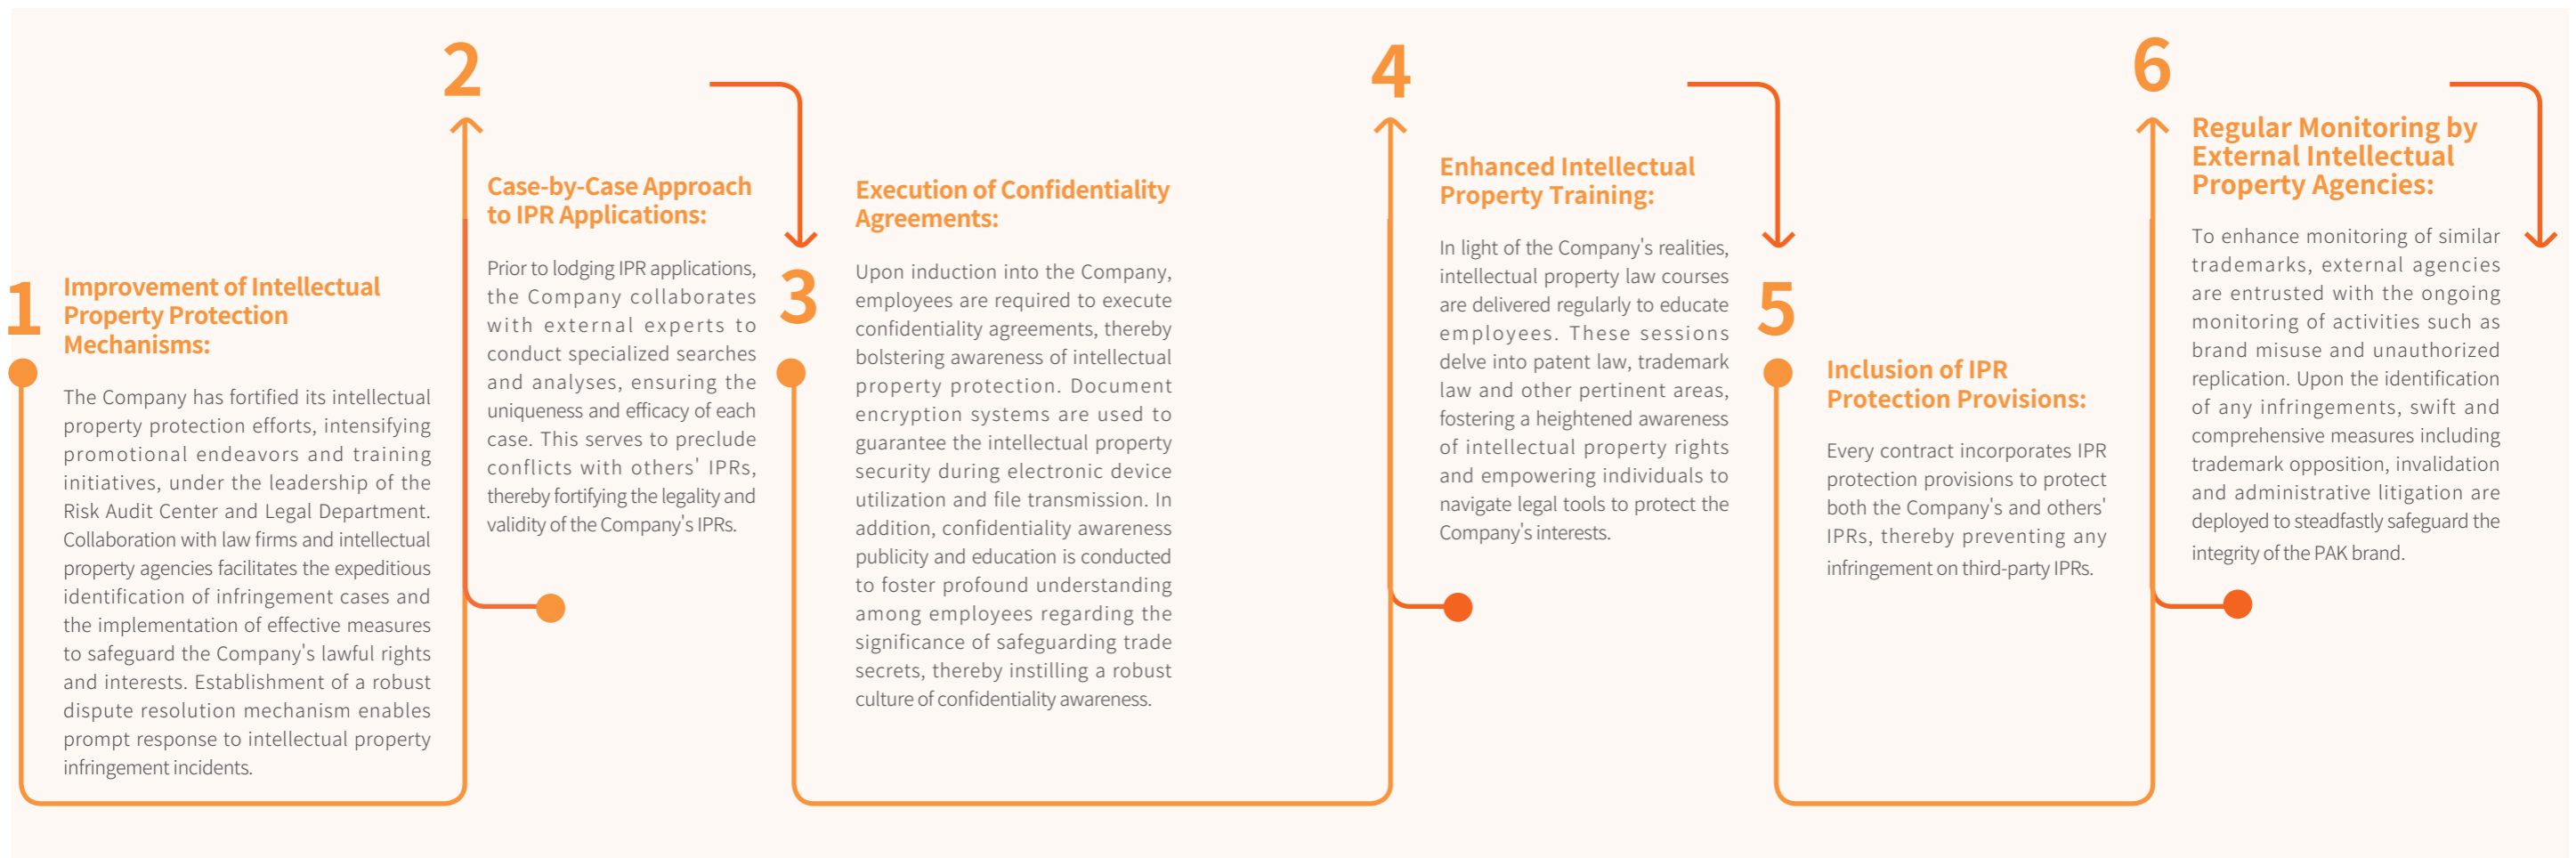 1
Improvement of Intellectual
Property Protection
Mechanisms:
The Company has fortified its intellectual
property protection efforts, intensifying
promotional endeavors and training
initiatives, under the leadership of the
Risk Audit Center and Legal Department.
Collaboration with law firms and intellectual
property agencies facilitates the expeditious
identification of infringement cases and
the implementation of effective measures
to safeguard the Company's lawful rights
and interests. Establishment of a robust
dispute resolution mechanism enables
prompt response to intellectual property
infringement incidents.
2
Case-by-Case Approach
to IPR Applications:
Prior to lodging IPR applications,
the Company collaborates
with external experts to
conduct specialized searches
and analyses, ensuring the
uniqueness and efficacy of each
case. This serves to preclude
conflicts with others' IPRs,
thereby fortifying the legality and
validity of the Company's IPRs.
3
Execution of Confidentiality
Agreements:
Upon induction into the Company,
employees are required to execute
confidentiality agreements, thereby
bolstering awareness of intellectual
property protection. Document
encryption systems are used to
guarantee the intellectual property
security during electronic device
utilization and file transmission. In
addition, confidentiality awareness
publicity and education is conducted
to foster profound understanding
among employees regarding the
significance of safeguarding trade
secrets, thereby instilling a robust
culture of confidentiality awareness.
4
Enhanced Intellectual
Property Training:
In light of the Company's realities,
intellectual property law courses
are delivered regularly to educate
employees. These sessions
delve into patent law, trademark
law and other pertinent areas,
fostering a heightened awareness
of intellectual property rights
and empowering individuals to
navigate legal tools to protect the
Company's interests.
5
Inclusion of IPR
Protection Provisions:
Every contract incorporates IPR
protection provisions to protect
both the Company's and others'
IPRs, thereby preventing any
infringement on third-party IPRs.
6
Regular Monitoring by
External Intellectual
Property Agencies:
To enhance monitoring of similar
trademarks, external agencies
are entrusted with the ongoing
monitoring of activities such as
brand misuse and unauthorized
replication. Upon the identification
of any infringements, swift and
comprehensive measures including
trademark opposition, invalidation
and administrative litigation are
deployed to steadfastly safeguard the
integrity of the PAK brand.